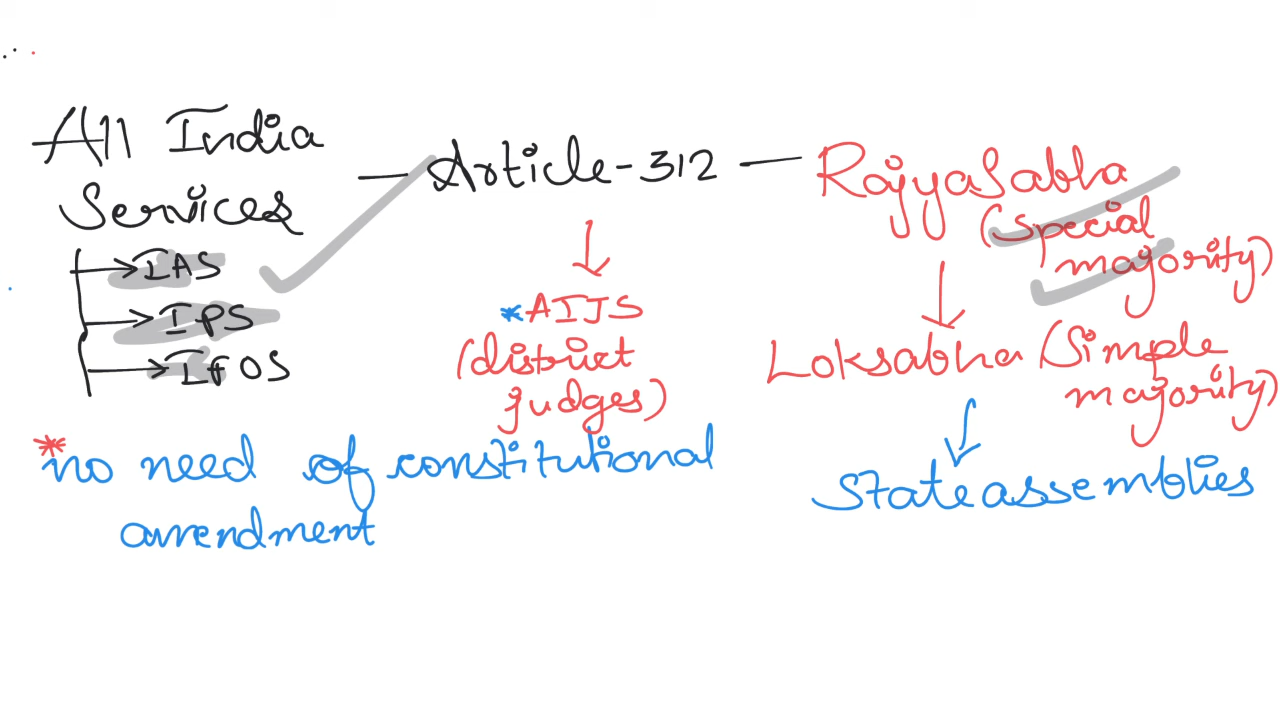 All India
Services
— Article-312 — RajyaSabha
(special
majority)
→ IAS
→ IPS
→ IFOS
↓
*AIJS
(district
judges)
↓
Loksabha (Simple
majority)
↓
State assemblies
*no need of constitutional
amendment